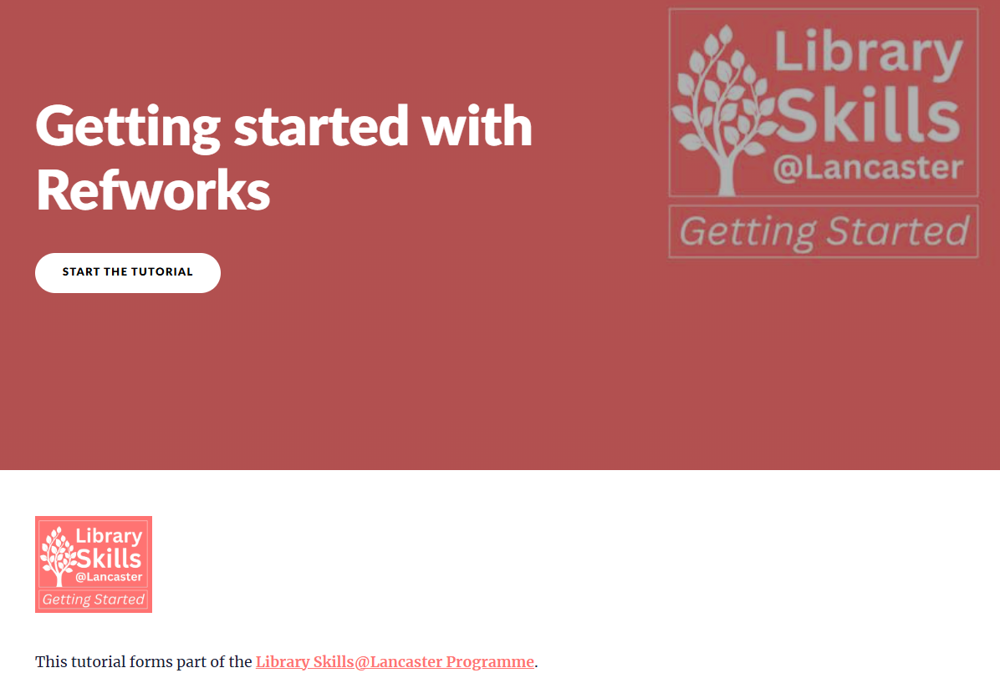 Library
Skills
@Lancaster
Getting Started
Getting started with
Refworks
START THE TUTORIAL
Library
Skills
@Lancaster
Getting Started
This tutorial forms part of the Library Skills@Lancaster Programme.